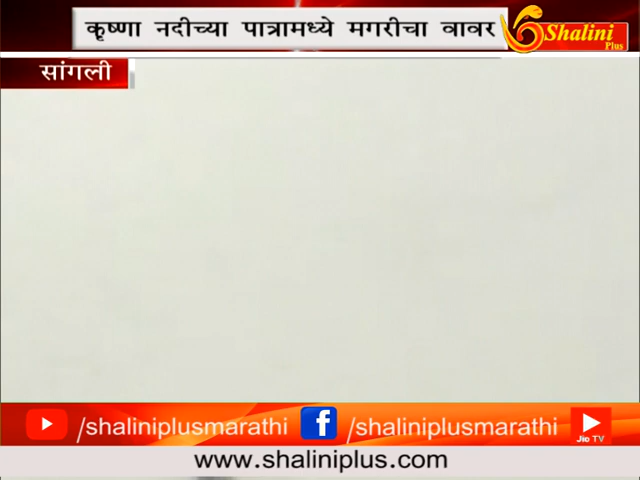 कृष्णा नदीच्या पात्रामध्ये मगरीचा वावर
Shalini
Plus
सांगली
/shaliniplusmarathi
f /shaliniplusmarathi
Jio TV
www.shaliniplus.com